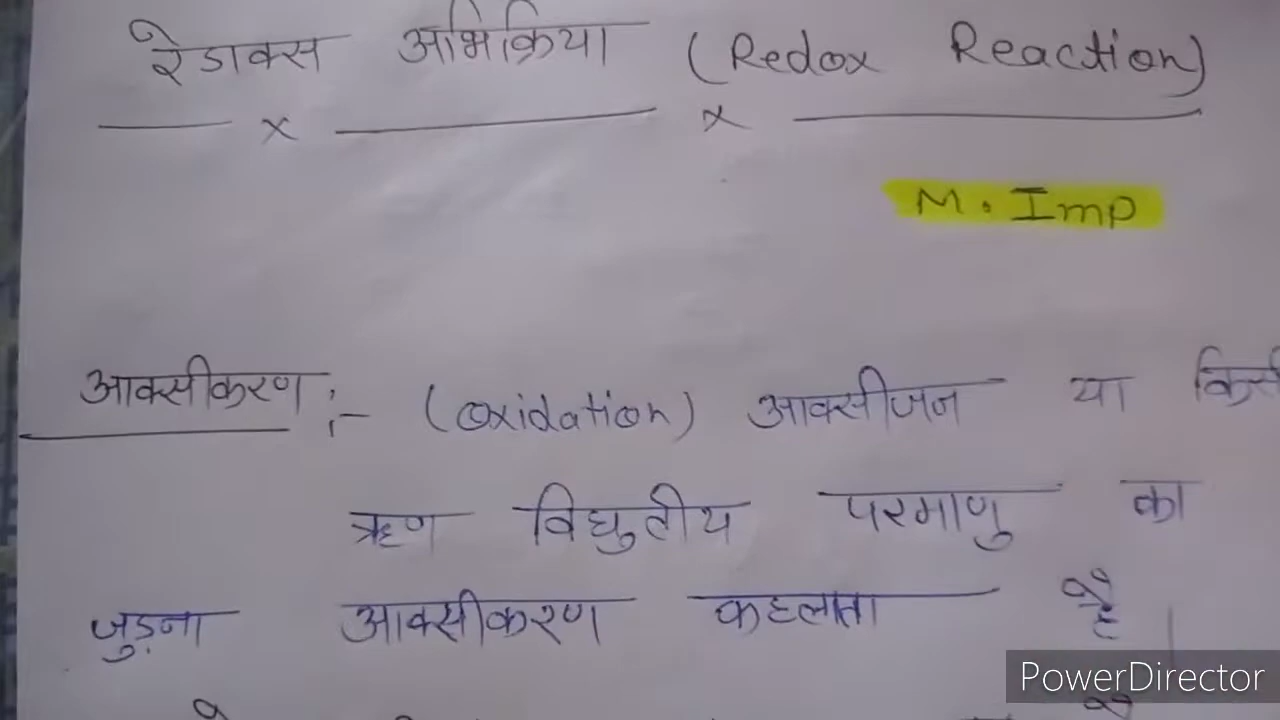 रेडाक्स अभिक्रिया (Redox Reaction)
M. Imp
आक्सीकरण :- (oxidation) आक्सीजन या
ऋण विधुतीय परमाणु का
जुड़ना आक्सीकरण कहलाता है।
PowerDirector